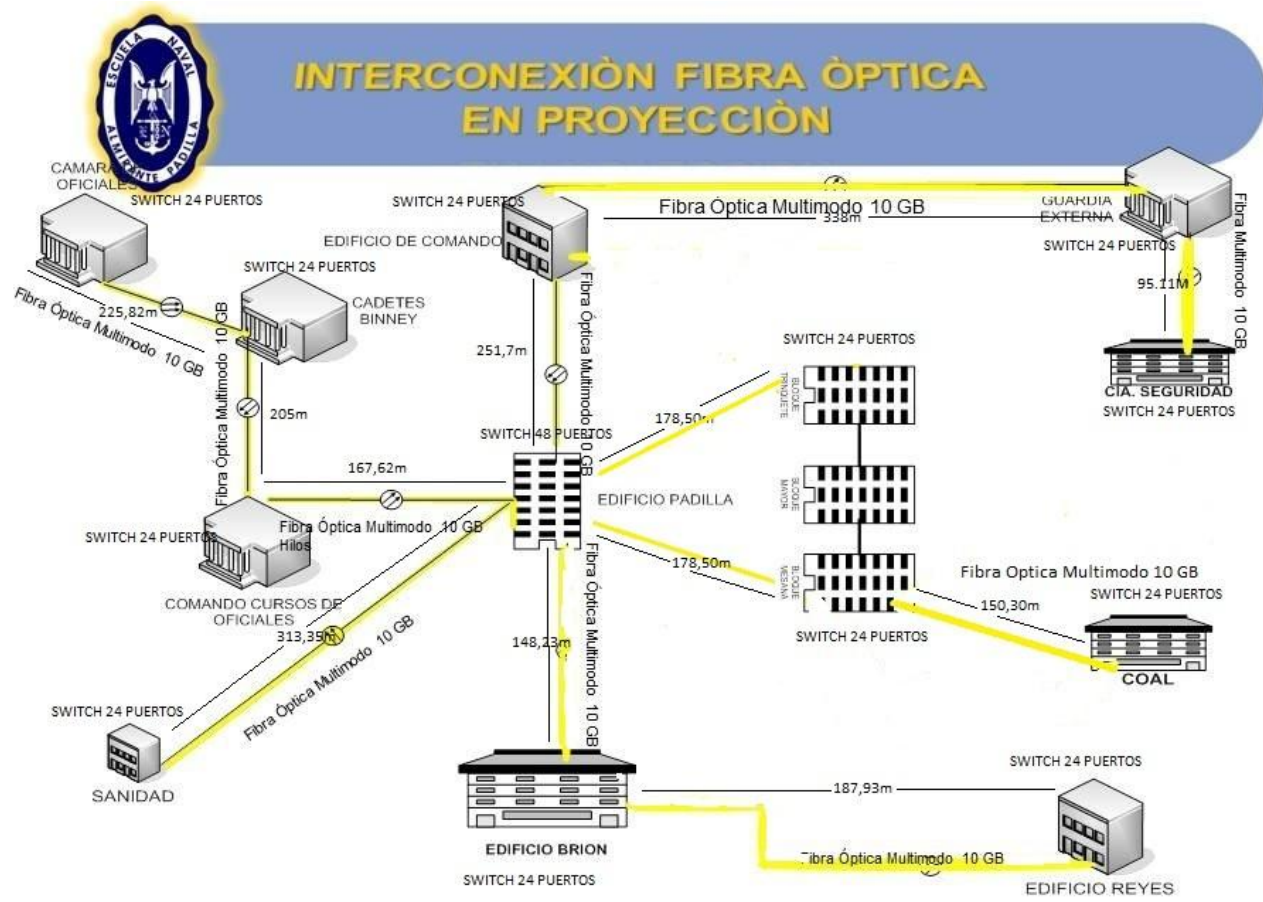 ESCUELA NAVAL
ALMIRANTE PADILLA
INTERCONEXIÒN FIBRA ÒPTICA
EN PROYECCIÒN
CAMARA
OFICIALES
SWITCH 24 PUERTOS
SWITCH 24 PUERTOS
EDIFICIO DE COMANDO
Fibra Óptica Multimodo 10 GB
338m
GUARDIA
EXTERNA
SWITCH 24 PUERTOS
Fibra Multimodo 10 GB
95.11M
CIA. SEGURIDAD
SWITCH 24 PUERTOS
SWITCH 24 PUERTOS
CADETES
BINNEY
225,82m
Fibra Óptica Multimodo 10 GB
Fibra Óptica Multimodo 10 GB
205m
251,7m
Fibra Óptica Multimodo 10 GB
SWITCH 24 PUERTOS
BLOQUE
TRINQUETE
178,50m
SWITCH 48 PUERTOS
167,62m
EDIFICIO PADILLA
BLOQUE
MAYOR
Fibra Óptica Multimodo 10 GB
Hilos
SWITCH 24 PUERTOS
COMANDO CURSOS DE
OFICIALES
178,50m
BLOQUE
MESANA
SWITCH 24 PUERTOS
Fibra Optica Multimodo 10 GB
SWITCH 24 PUERTOS
150,30m
COAL
313,35m
Fibra Óptica Multimodo 10 GB
148,23m
Fibra Óptica Multimodo 10 GB
SWITCH 24 PUERTOS
SANIDAD
EDIFICIO BRION
SWITCH 24 PUERTOS
187,93m
SWITCH 24 PUERTOS
ibra Óptica Multimodo 10 GB
EDIFICIO REYES